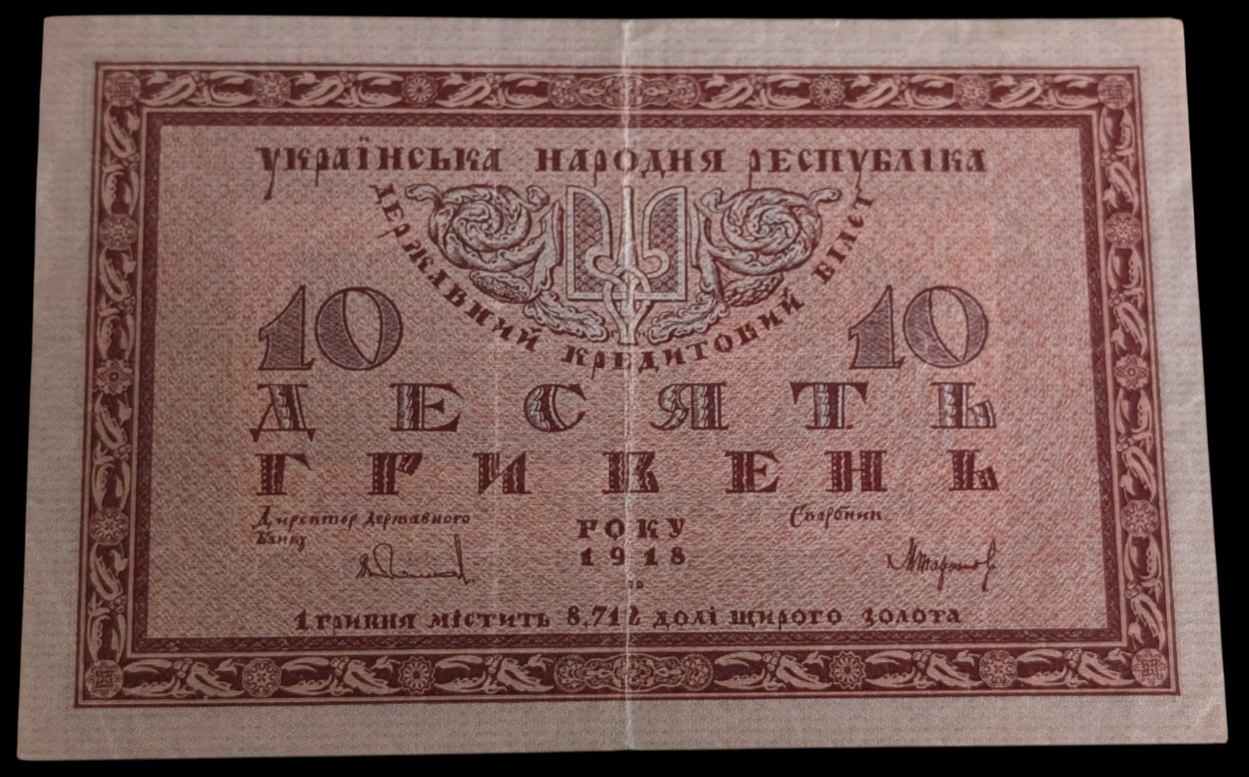 УКРАЇНСЬКА НАРОДНЯ РЕСПУБЛІКА
ДЕРЖАВНИЙ КРЕДИТОВИЙ БІЛЄТ
10 10
ДЕСЯТЬ
ГРИВЕНЬ
Директор Державного Банку
Скарбник
РОКУ
1918
1 гривня містить 8,712 долі щирого золота